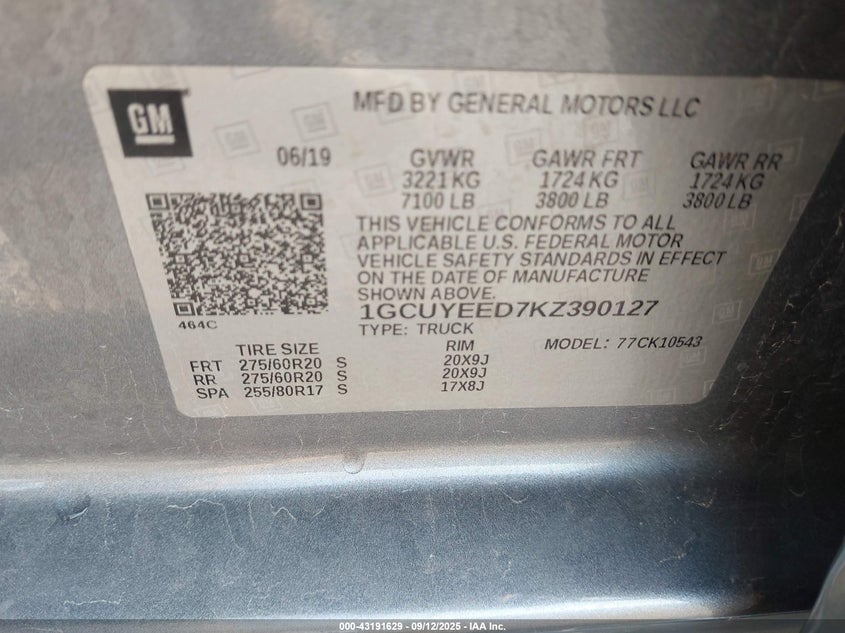 GM
MFD BY GENERAL MOTORS LLC
06/19 GVWR GAWR FRT GAWR RR
3221 KG 1724 KG 1724 KG
7100 LB 3800 LB 3800 LB
THIS VEHICLE CONFORMS TO ALL
APPLICABLE U.S. FEDERAL MOTOR
VEHICLE SAFETY STANDARDS IN EFFECT
ON THE DATE OF MANUFACTURE
SHOWN ABOVE.
464C
1GCUYEED7KZ390127
TYPE: TRUCK MODEL: 77CK10543
TIRE SIZE RIM
FRT 275/60R20 S 20X9J
RR 275/60R20 S 20X9J
SPA 255/80R17 S 17X8J
000-43191629 - 09/12/2025 - IAA Inc.